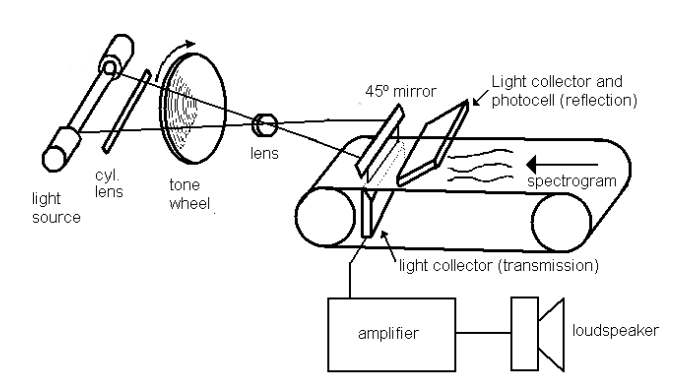 Light collector and
photocell (reflection)
45º mirror
lens
cyl.
lens
tone
wheel
light
source
spectrogram
light collector (transmission)
amplifier
loudspeaker